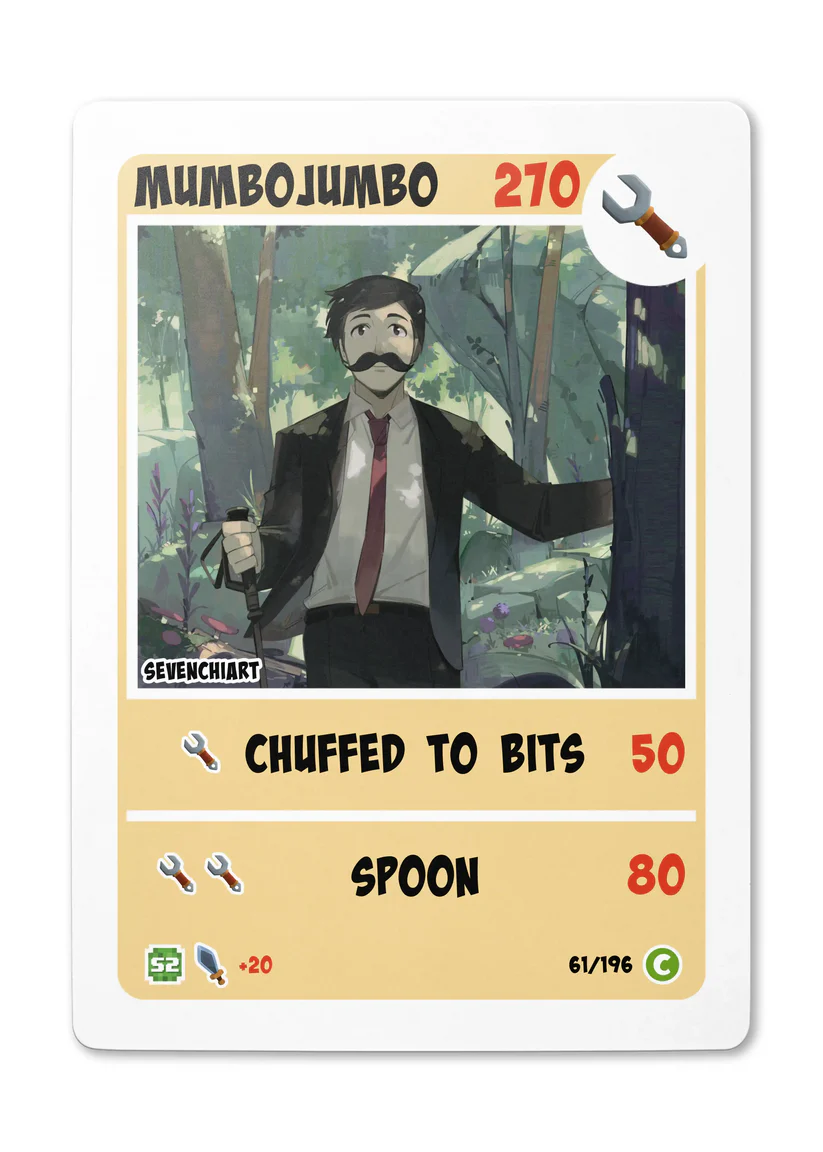 MUMBOJUMBO 270
SEVENCHIART
CHUFFED TO BITS 50
SPOON 80
S2 +20 61/196 C